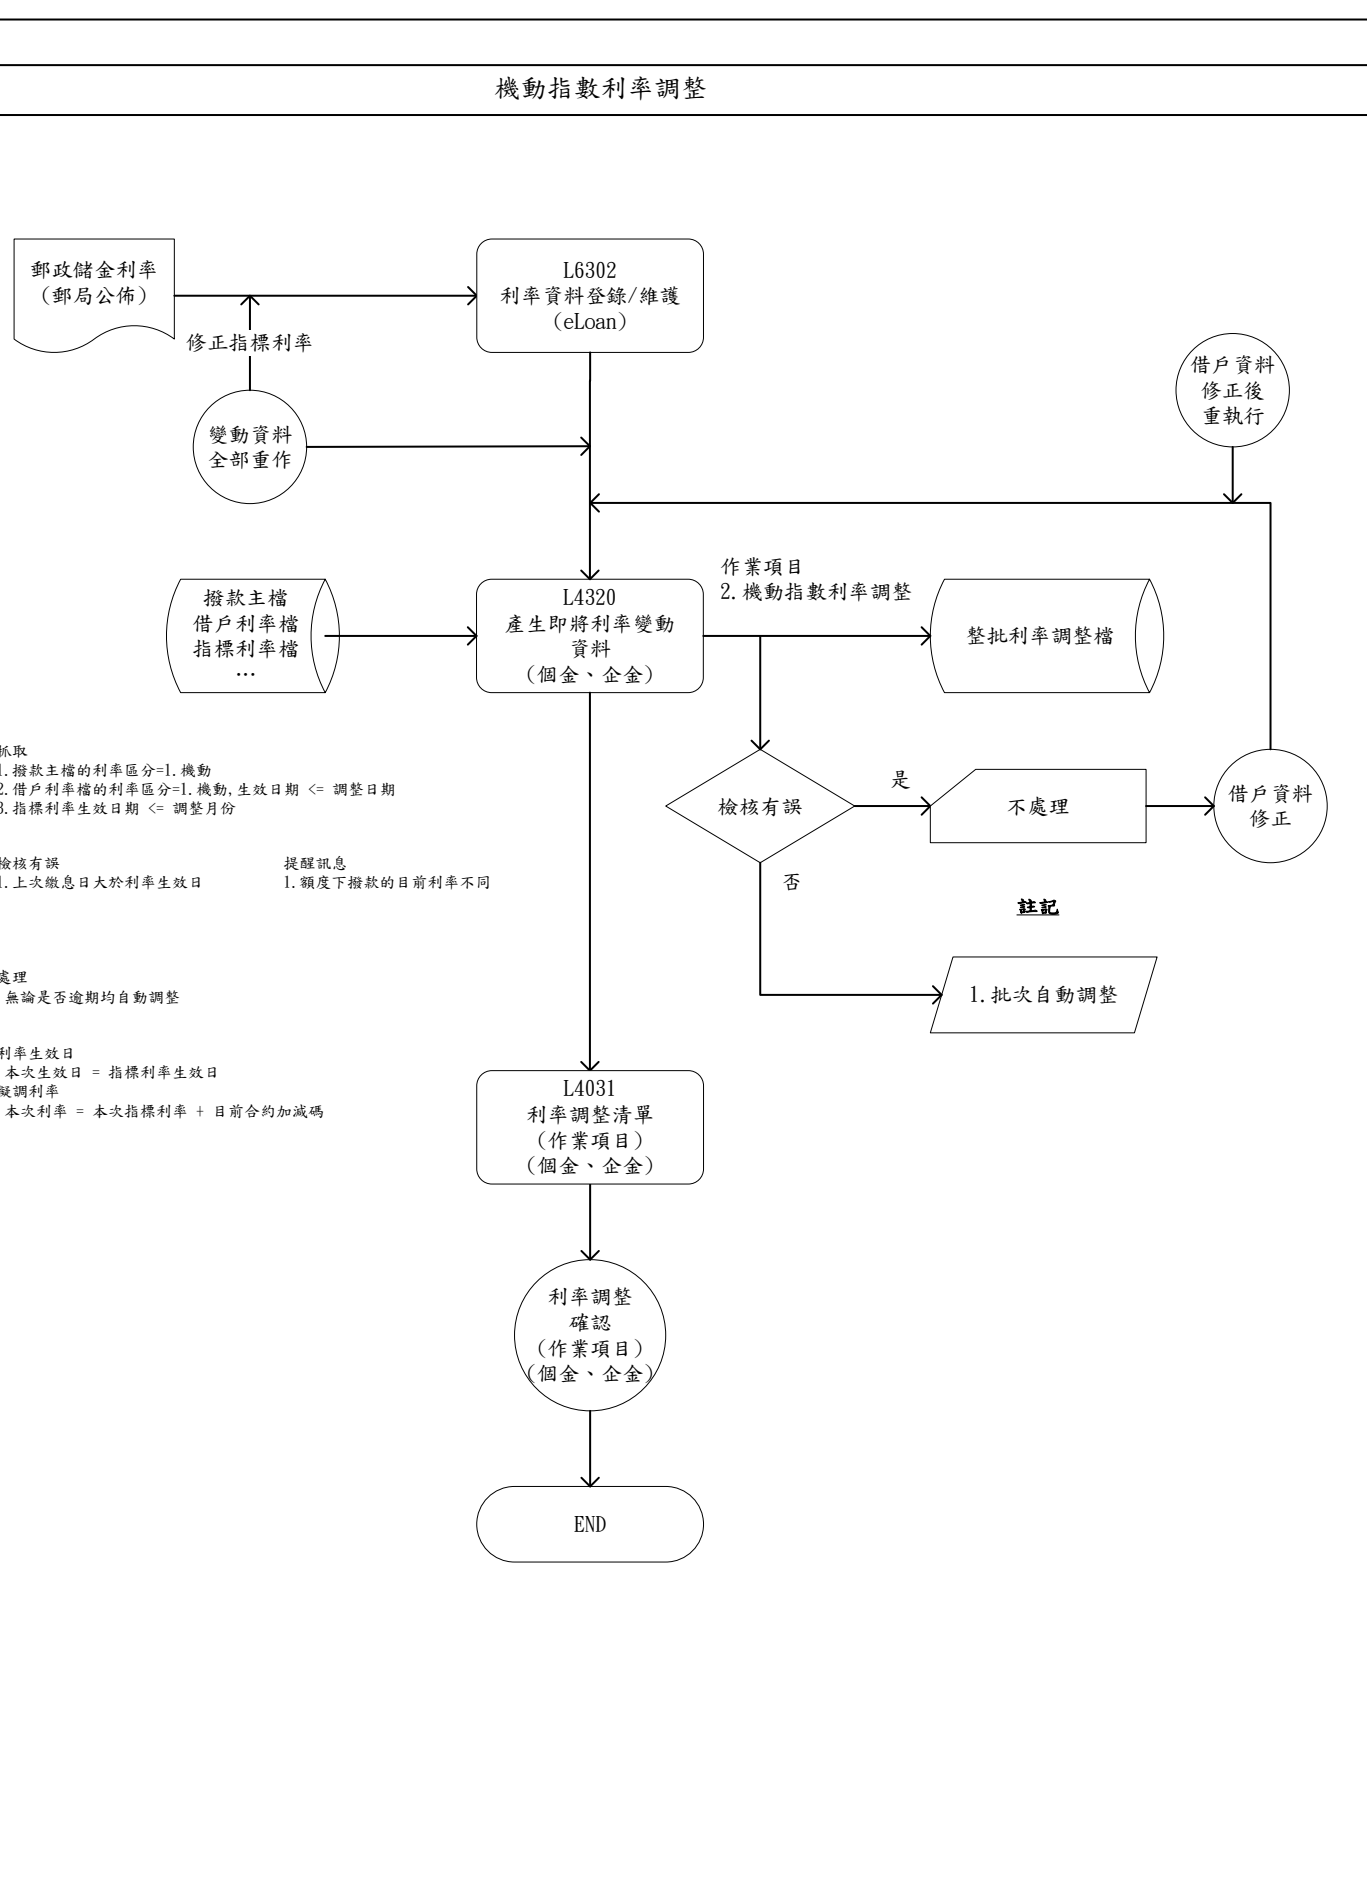 機動指數利率調整
郵政儲金利率
(郵局公佈)
L6302
利率資料登錄/維護
(eLoan)
修正指標利率
借戶資料
修正後
重執行
變動資料
全部重作
作業項目
2.機動指數利率調整
撥款主檔
借戶利率檔
指標利率檔
…
L4320
產生即將利率變動
資料
(個金、企金)
整批利率調整檔
抓取
1.撥款主檔的利率區分=1.機動
2.借戶利率檔的利率區分=1.機動,生效日期 <= 調整日期
3.指標利率生效日期 <= 調整月份
檢核有誤
是
不處理
借戶資料
修正
檢核有誤
1.上次繳息日大於利率生效日
提醒訊息
1.額度下撥款的目前利率不同
否
註記
處理
無論是否逾期均自動調整
1.批次自動調整
利率生效日
本次生效日 = 指標利率生效日
擬調利率
本次利率 = 本次指標利率 + 目前合約加減碼
L4031
利率調整清單
(作業項目)
(個金、企金)
利率調整
確認
(作業項目)
(個金、企金)
END